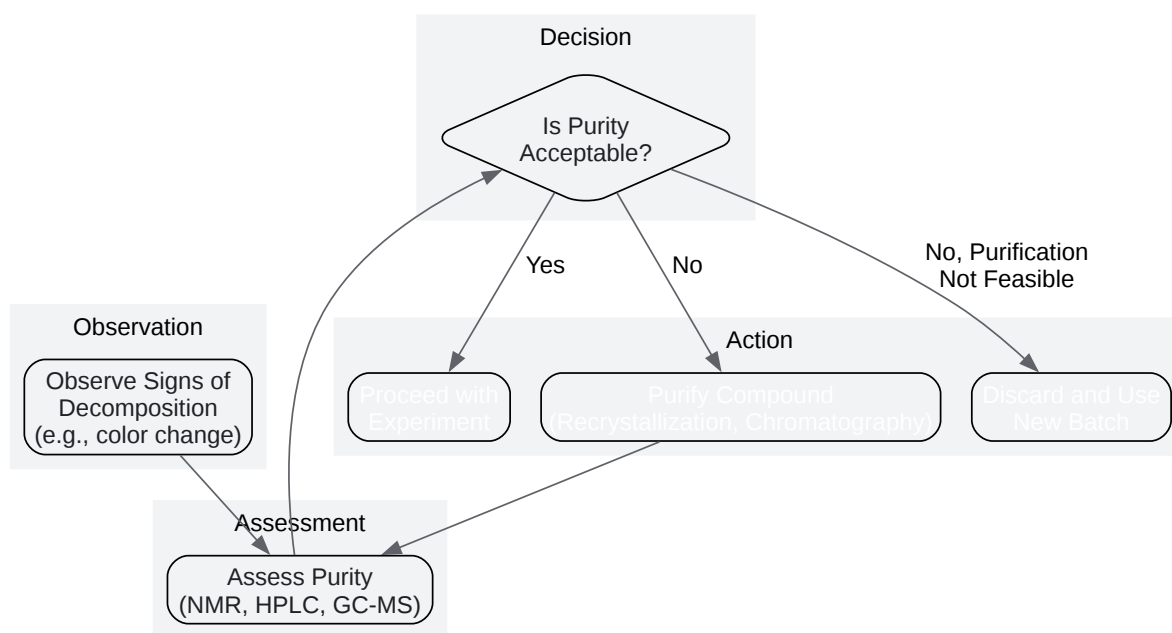 Decision
Is Purity
Acceptable?
Yes
No
No, Purification
Not Feasible
Observation
Observe Signs of
Decomposition
(e.g., color change)
Action
Proceed with
Experiment
Purify Compound
(Recrystallization, Chromatography)
Discard and Use
New Batch
Assessment
Assess Purity
(NMR, HPLC, GC-MS)